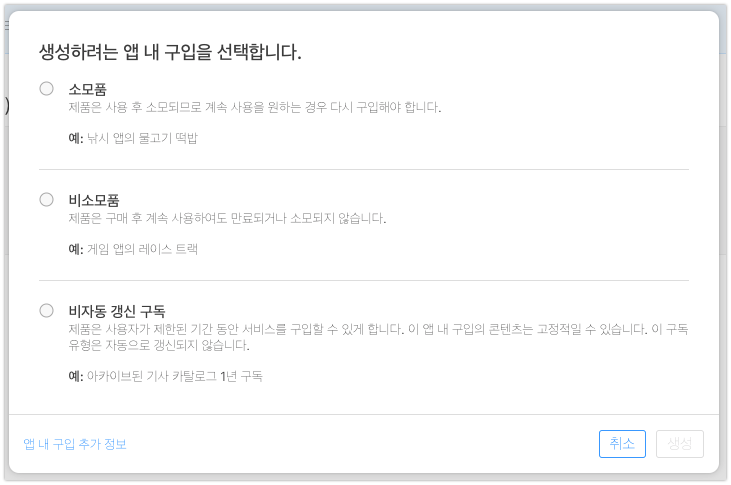 생성하려는 앱 내 구입을 선택합니다.
소모품
제품은 사용 후 소모되므로 계속 사용을 원하는 경우 다시 구입해야 합니다.
예: 낚시 앱의 물고기 떡밥
비소모품
제품은 구매 후 계속 사용하여도 만료되거나 소모되지 않습니다.
예: 게임 앱의 레이스 트랙
비자동 갱신 구독
제품은 사용자가 제한된 기간 동안 서비스를 구입할 수 있게 합니다. 이 앱 내 구입의 콘텐츠는 고정적일 수 있습니다. 이 구독
유형은 자동으로 갱신되지 않습니다.
예: 아카이브된 기사 카탈로그 1년 구독
앱 내 구입 추가 정보
취소
생성